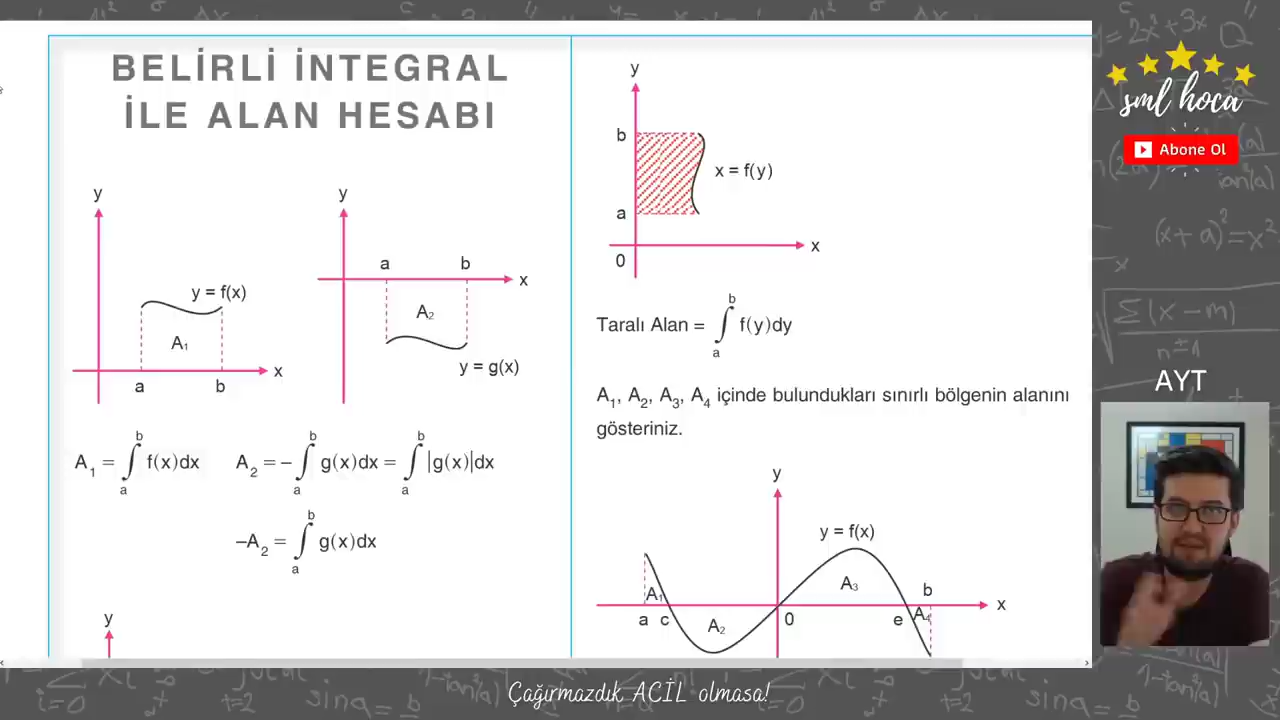 BELİRLİ İNTEGRAL
İLE ALAN HESABI
y
y = f(x)
A₁
a
b
x
y
a
b
x
A₂
y = g(x)
A₁ = ∫ₐᵇ f(x)dx
A₂ = – ∫ₐᵇ g(x)dx = ∫ₐᵇ |g(x)|dx
–A₂ = ∫ₐᵇ g(x)dx
y
y
b
x = f(y)
a
x
0
Taralı Alan = ∫ₐᵇ f(y)dy
A₁, A₂, A₃, A₄ içinde bulundukları sınırlı bölgenin alanını
gösteriniz.
y
y = f(x)
A₁
A₃
b
x
a
c
A₂
0
e
A₄
sml hoca
Abone Ol
(x + a)² = x²
Σ (x – m)
AYT
Çağırmazdık ACİL olmasa!